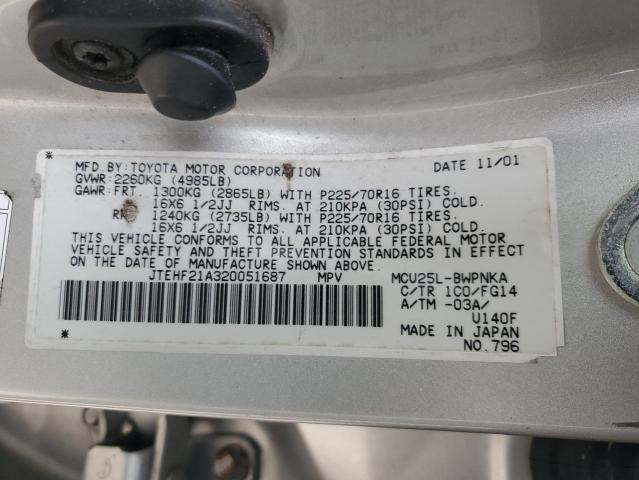 MFD. BY: TOYOTA MOTOR CORPORATION DATE 11/01
GVWR: 2260KG (4985LB)
GAWR: FRT. 1300KG (2865LB) WITH P225/70R16 TIRES.
16X6 1/2JJ RIMS. AT 210KPA (30PSI) COLD.
1240KG (2735LB) WITH P225/70R16 TIRES.
16X6 1/2JJ RIMS. AT 210KPA (30PSI) COLD.
THIS VEHICLE CONFORMS TO ALL APPLICABLE FEDERAL MOTOR
VEHICLE SAFETY AND THEFT PREVENTION STANDARDS IN EFFECT
ON THE DATE OF MANUFACTURE SHOWN ABOVE.
JTEHF21A320051687 MPV MCU25L-BWPNKA
C/TR 1C0/FG14
A/TM -03A/
U140F
MADE IN JAPAN
NO. 796